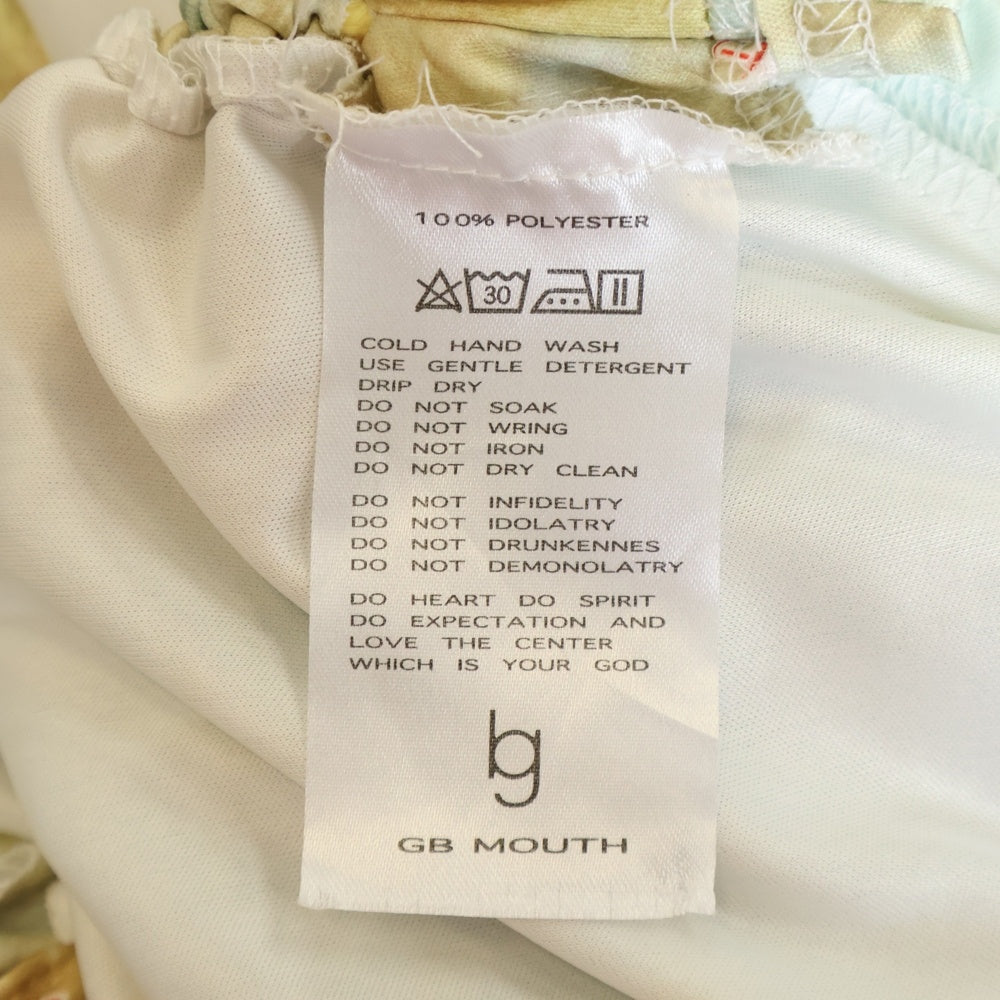 100% POLYESTER
30
COLD HAND WASH
USE GENTLE DETERGENT
DRIP DRY
DO NOT SOAK
DO NOT WRING
DO NOT IRON
DO NOT DRY CLEAN
DO NOT INFIDELITY
DO NOT IDOLATRY
DO NOT DRUNKENNES
DO NOT DEMONOLATRY
DO HEART DO SPIRIT
DO EXPECTATION AND
LOVE THE CENTER
WHICH IS YOUR GOD
bg
GB MOUTH